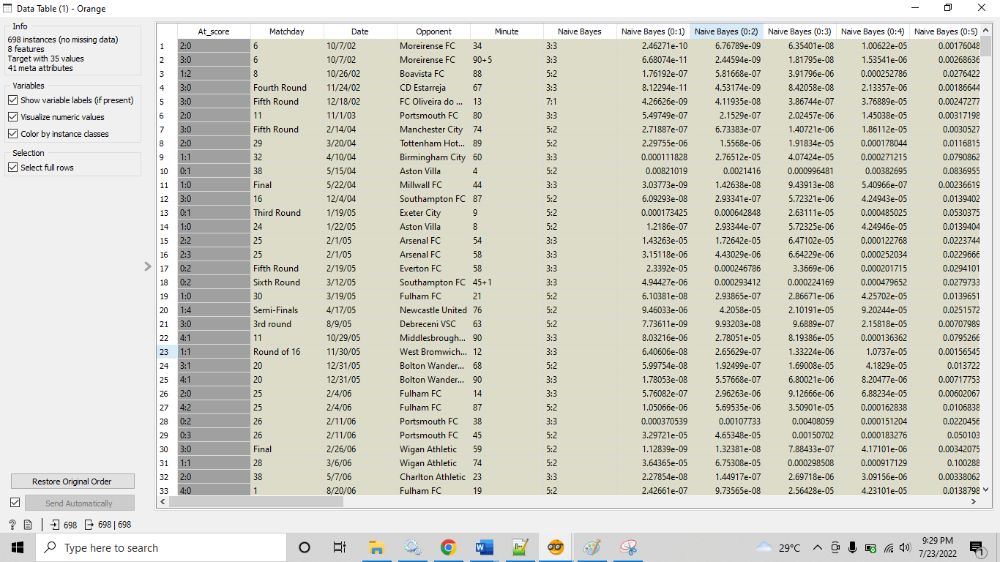 Data Table (1) - Orange
Info
698 instances (no missing data)
8 features
Target with 35 values
41 meta attributes
Variables
Show variable labels (if present)
Visualize numeric values
Color by instance classes
Selection
Select full rows
At_score Matchday Date Opponent Minute Naive Bayes Naive Bayes (0:1) Naive Bayes (0:2) Naive Bayes (0:3) Naive Bayes (0:4) Naive Bayes (0:5)
1 2:0 6 10/7/02 Moreirense FC 34 3:3 2.46271e-10 6.76789e-09 6.35401e-08 1.00622e-05 0.00176048
2 3:0 6 10/7/02 Moreirense FC 90+5 3:3 6.68074e-11 2.44594e-09 1.81795e-08 1.53541e-06 0.00268636
3 1:2 8 10/26/02 Boavista FC 88 5:2 1.76192e-07 5.81668e-07 3.91796e-06 0.000252786 0.0276422
4 3:0 Fourth Round 11/24/02 CD Estarreja 67 3:3 8.12294e-11 4.53174e-09 8.42058e-08 2.13357e-06 0.00186644
5 3:0 Fifth Round 12/18/02 FC Oliveira do ... 13 7:1 4.26626e-09 4.11935e-08 3.86744e-07 3.76889e-05 0.00247277
6 2:0 11 11/1/03 Portsmouth FC 80 3:3 5.49749e-07 2.1529e-07 2.02457e-06 1.45038e-05 0.00317198
7 3:0 Fifth Round 2/14/04 Manchester City 74 5:2 2.71887e-07 6.73383e-07 1.40721e-06 1.86112e-05 0.0030527
8 2:0 29 3/20/04 Tottenham Hot... 89 5:2 2.29755e-06 1.5568e-06 1.91834e-05 0.000178044 0.0116815
9 1:1 32 4/10/04 Birmingham City 60 3:3 0.000111828 2.76512e-05 4.07424e-05 0.000271215 0.0790862
10 0:1 38 5/15/04 Aston Villa 4 5:2 0.00821019 0.0021416 0.000996481 0.00382695 0.0836955
11 1:0 Final 5/22/04 Millwall FC 44 3:3 3.03773e-09 1.42638e-08 9.43913e-08 5.40966e-07 0.00236619
12 3:0 16 12/4/04 Southampton FC 87 5:2 6.09293e-08 2.93341e-07 5.72321e-06 4.24943e-05 0.0139402
13 0:1 Third Round 1/19/05 Exeter City 9 5:2 0.000173425 0.000642848 2.63111e-05 0.000485025 0.0530375
14 1:0 24 1/22/05 Aston Villa 8 5:2 1.2186e-07 2.93344e-07 5.72325e-06 4.24946e-05 0.0139404
15 2:2 25 2/1/05 Arsenal FC 54 3:3 1.43263e-05 1.72642e-05 6.47102e-05 0.000122768 0.0223744
16 2:3 25 2/1/05 Arsenal FC 58 3:3 3.15118e-06 4.43029e-06 6.64229e-06 0.000252034 0.0229666
17 0:2 Fifth Round 2/19/05 Everton FC 58 3:3 2.3392e-05 0.000246786 3.3669e-06 0.000201715 0.0294101
18 0:2 Sixth Round 3/12/05 Southampton FC 45+1 3:3 4.94427e-06 0.000293412 0.000224169 0.000479652 0.0279733
19 1:0 30 3/19/05 Fulham FC 21 5:2 6.10381e-08 2.93865e-07 2.86671e-06 4.25702e-05 0.0139651
20 1:4 Semi-Finals 4/17/05 Newcastle United 76 5:2 9.46033e-06 4.2058e-05 2.10191e-05 9.20244e-05 0.0251572
21 3:0 3rd round 8/9/05 Debreceni VSC 63 5:2 7.73611e-09 9.93203e-08 9.6889e-07 2.15818e-05 0.00707989
22 4:1 11 10/29/05 Middlesbrough... 90 3:3 8.03216e-06 2.78051e-05 8.19386e-05 0.000136362 0.0795266
23 1:1 Round of 16 11/30/05 West Bromwich... 12 3:3 6.40606e-08 2.65629e-07 1.33224e-06 1.0737e-05 0.00156545
24 3:1 20 12/31/05 Bolton Wander... 68 5:2 5.99754e-08 1.92499e-07 1.69008e-05 4.1829e-05 0.013722
25 4:1 20 12/31/05 Bolton Wander... 90 3:3 1.78053e-08 5.57668e-07 6.80021e-06 8.20477e-06 0.00717753
26 2:0 25 2/4/06 Fulham FC 14 3:3 5.76082e-07 2.96263e-06 9.12666e-06 6.88234e-05 0.00602067
27 4:2 25 2/4/06 Fulham FC 87 5:2 1.05066e-06 5.69535e-06 3.50901e-05 0.000162838 0.0106838
28 0:2 26 2/11/06 Portsmouth FC 38 3:3 0.000370539 0.00107733 0.00408059 0.000151204 0.0220456
29 0:3 26 2/11/06 Portsmouth FC 45 5:2 3.29721e-05 4.65348e-05 0.00150702 0.000183276 0.050103
30 3:0 Final 2/26/06 Wigan Athletic 59 5:2 1.12839e-09 1.32381e-08 7.88433e-07 4.17101e-06 0.00342075
31 1:1 28 3/6/06 Wigan Athletic 74 5:2 3.64365e-05 6.75308e-05 0.000298508 0.000917129 0.100288
32 2:0 38 5/7/06 Charlton Athletic 23 3:3 2.27854e-08 1.44917e-07 2.69718e-06 3.09156e-06 0.00338062
33 4:0 1 8/20/06 Fulham FC 19 5:2 2.42661e-07 9.73565e-08 2.56428e-05 4.23101e-05 0.0138798
Restore Original Order
Send Automatically
698 698 | 698
Type here to search
29°C
9:29 PM
7/23/2022
1